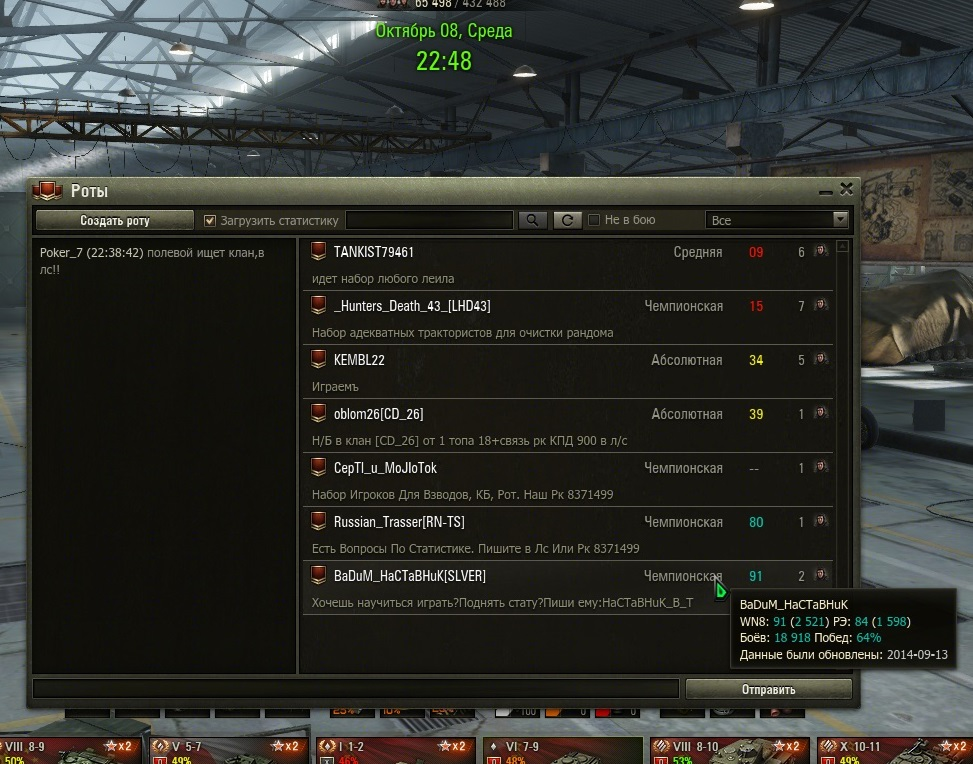 65 498 / 432 488
Октябрь 08, Среда
22:48
Роты
Создать роту
Загрузить статистику
Не в бою
Все
Poker_7 (22:38:42) полевой ищет клан,в
лс!!
TANKIST79461 Средняя 09 6
идет набор любого леила
_Hunters_Death_43_[LHD43] Чемпионская 15 7
Набор адекватных трактористов для очистки рандома
KEMBL22 Абсолютная 34 5
Играемъ
oblom26[CD_26] Абсолютная 39 1
Н/Б в клан [CD_26] от 1 топа 18+связь рк КПД 900 в л/с
CepTl_u_MoJIoTok Чемпионская -- 1
Набор Игроков Для Взводов, КБ, Рот. Наш Рк 8371499
Russian_Trasser[RN-TS] Чемпионская 80 1
Есть Вопросы По Статистике. Пишите в Лс Или Рк 8371499
BaDuM_HaCTaBHuK[SLVER] Чемпионская 91 2
Хочешь научиться играть?Поднять стату?Пиши ему:HaCTaBHuK_B_T
BaDuM_HaCTaBHuK
WN8: 91 (2 521) РЭ: 84 (1 598)
Боёв: 18 918 Побед: 64%
Данные были обновлены: 2014-09-13
Отправить
VIII 8-9 x2 V 5-7 x2 I 1-2 x2 VI 7-9 VIII 8-10 x2 X 10-11 x2
50% 49% 46% 48% 53% 49%